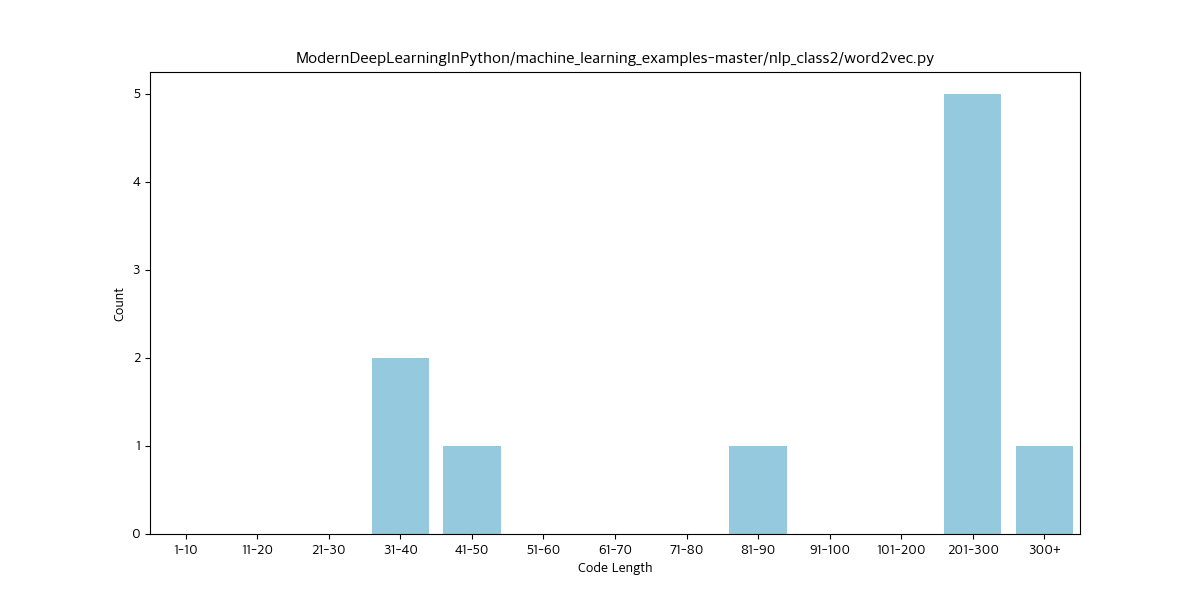 ModernDeepLearningInPython/machine_learning_examples-master/nlp_class2/word2vec.py
5
4
3
2
1
0
Count
1-10 11-20 21-30 31-40 41-50 51-60 61-70 71-80 81-90 91-100 101-200 201-300 300+
Code Length